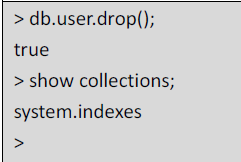 > db.user.drop();
true
> show collections;
system.indexes
>